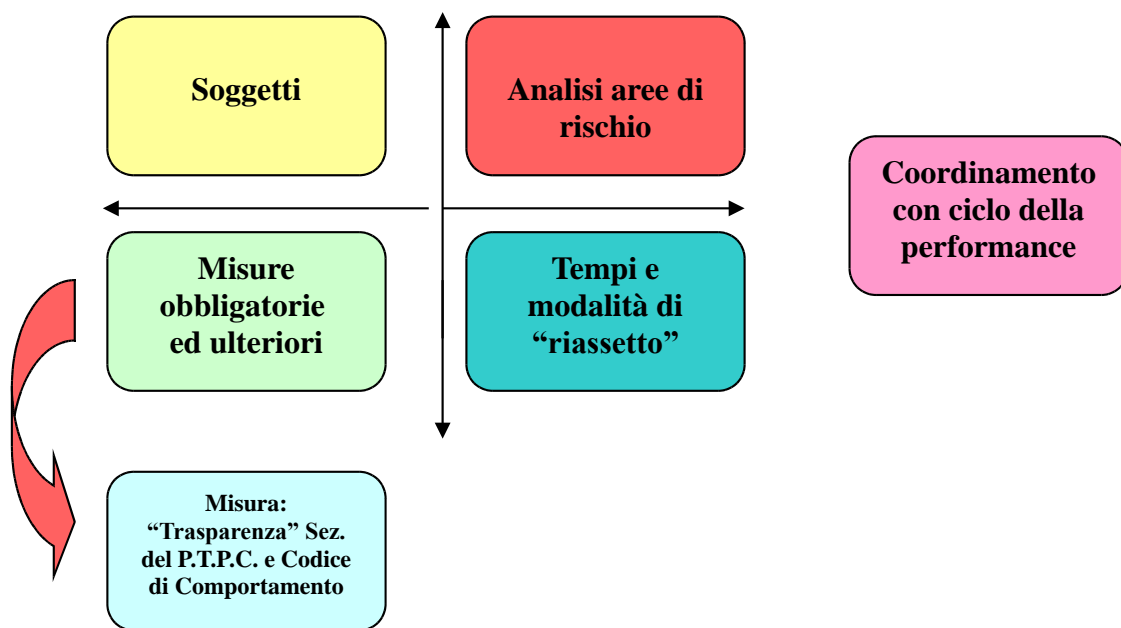 Soggetti
Analisi aree di
rischio
Coordinamento
con ciclo della
performance
Misure
obbligatorie
ed ulteriori
Tempi e
modalità di
“riassetto”
Misura:
“Trasparenza” Sez.
del P.T.P.C. e Codice
di Comportamento